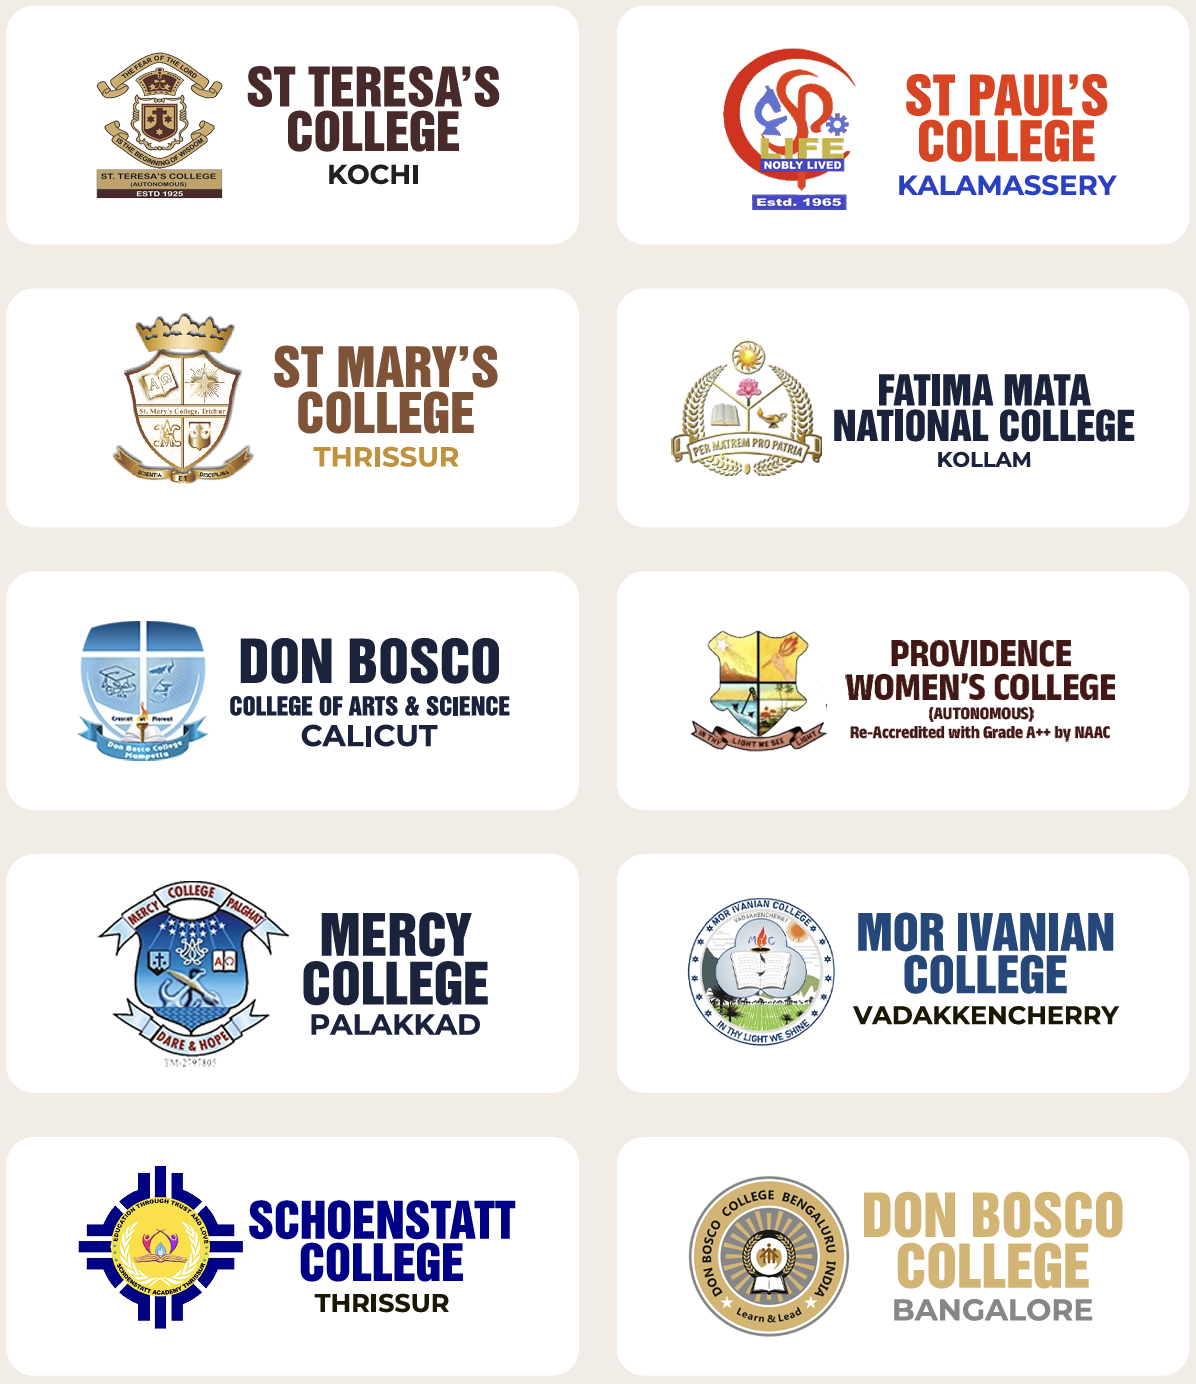 THE FEAR OF THE LORD
IS THE BEGINNING OF WISDOM
ST. TERESA'S COLLEGE
(AUTONOMOUS)
ESTD 1925
ST TERESA'S
COLLEGE
KOCHI
LIFE
NOBLY LIVED
Estd. 1965
ST PAUL'S
COLLEGE
KALAMASSERY
A Ω
St. Mary's College, Trichur
SCIENTIA ET DISCIPLINA
ST MARY'S
COLLEGE
THRISSUR
PER MATREM PRO PATRIA
FATIMA MATA
NATIONAL COLLEGE
KOLLAM
Crescat et Floreat
Don Bosco College
Mampetta
DON BOSCO
COLLEGE OF ARTS & SCIENCE
CALICUT
IN THY LIGHT WE SEE LIGHT
PROVIDENCE
WOMEN'S COLLEGE
(AUTONOMOUS)
Re-Accredited with Grade A++ by NAAC
MERCY COLLEGE PALGHAT
A Ω
DARE & HOPE
TM-2797805
MERCY
COLLEGE
PALAKKAD
MOR IVANIAN COLLEGE
VADAKKENCHERRY
M C
IN THY LIGHT WE SHINE
MOR IVANIAN
COLLEGE
VADAKKENCHERRY
EDUCATION THROUGH TRUST AND LOVE
SCHOENSTATT ACADEMY THRISSUR
SCHOENSTATT
COLLEGE
THRISSUR
DON BOSCO COLLEGE BENGALURU INDIA
Learn & Lead
DON BOSCO
COLLEGE
BANGALORE